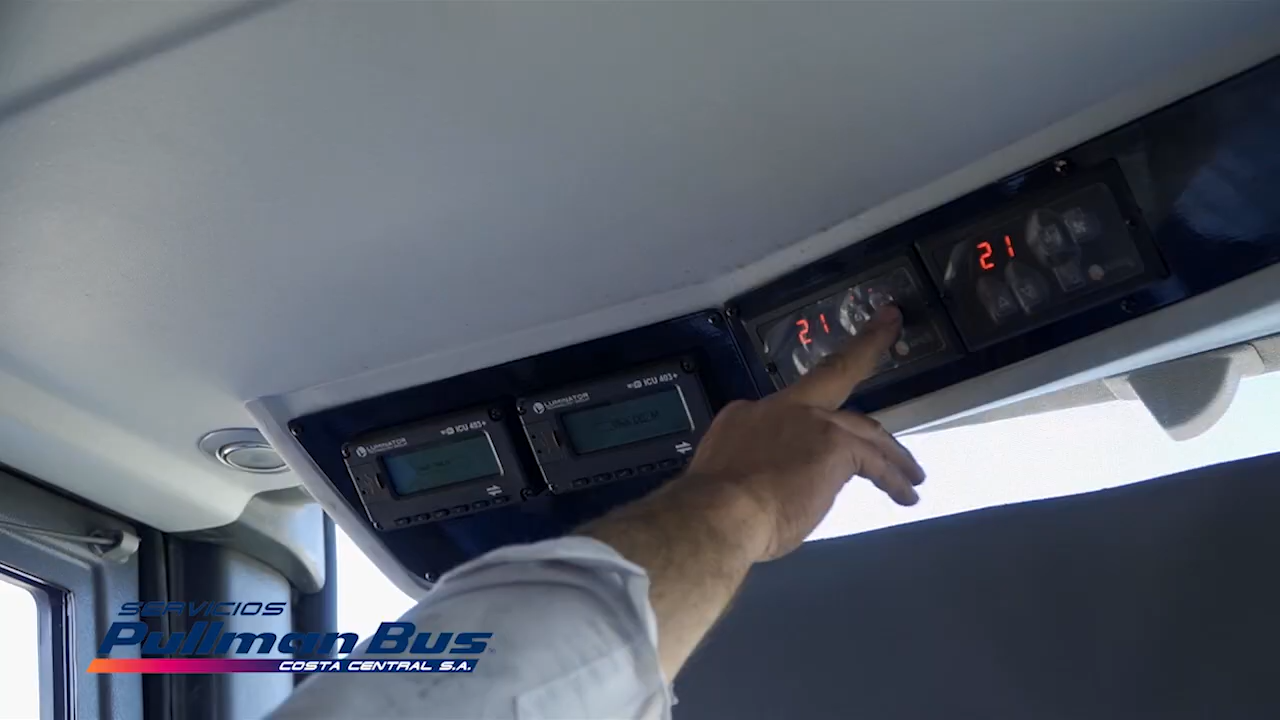 21
21
LUMINATOR
ICU 403+
LUMINATOR
ICU 403+
SERVICIOS
Pullman Bus
COSTA CENTRAL S.A.